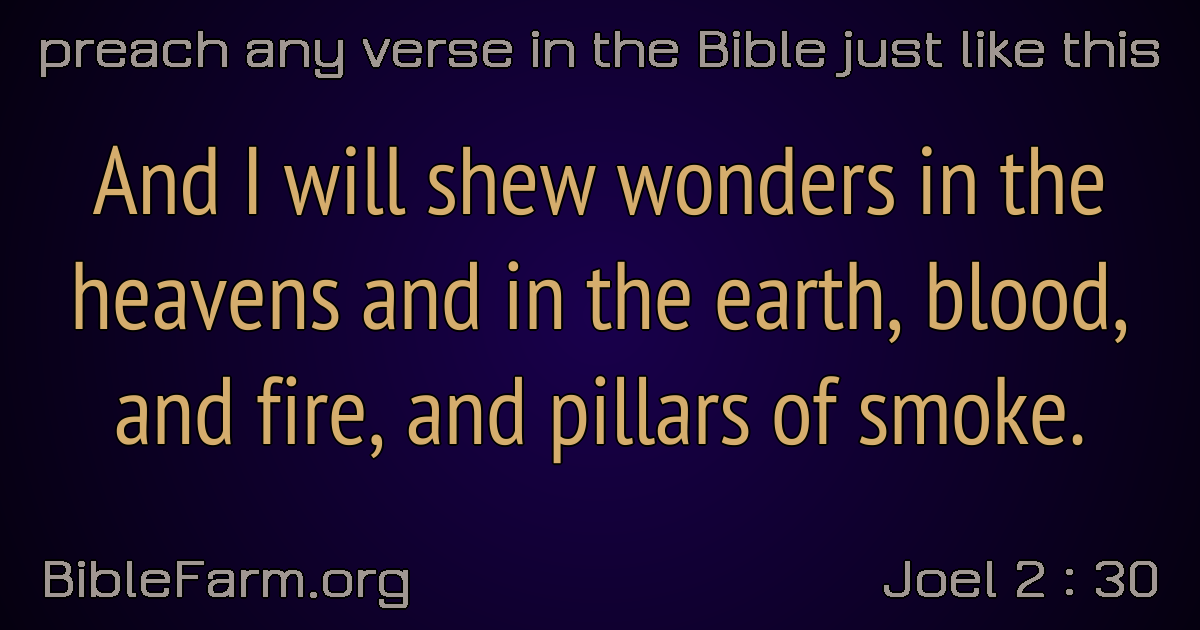 preach any verse in the Bible just like this
And I will shew wonders in the
heavens and in the earth, blood,
and fire, and pillars of smoke.
BibleFarm.org
Joel 2 : 30